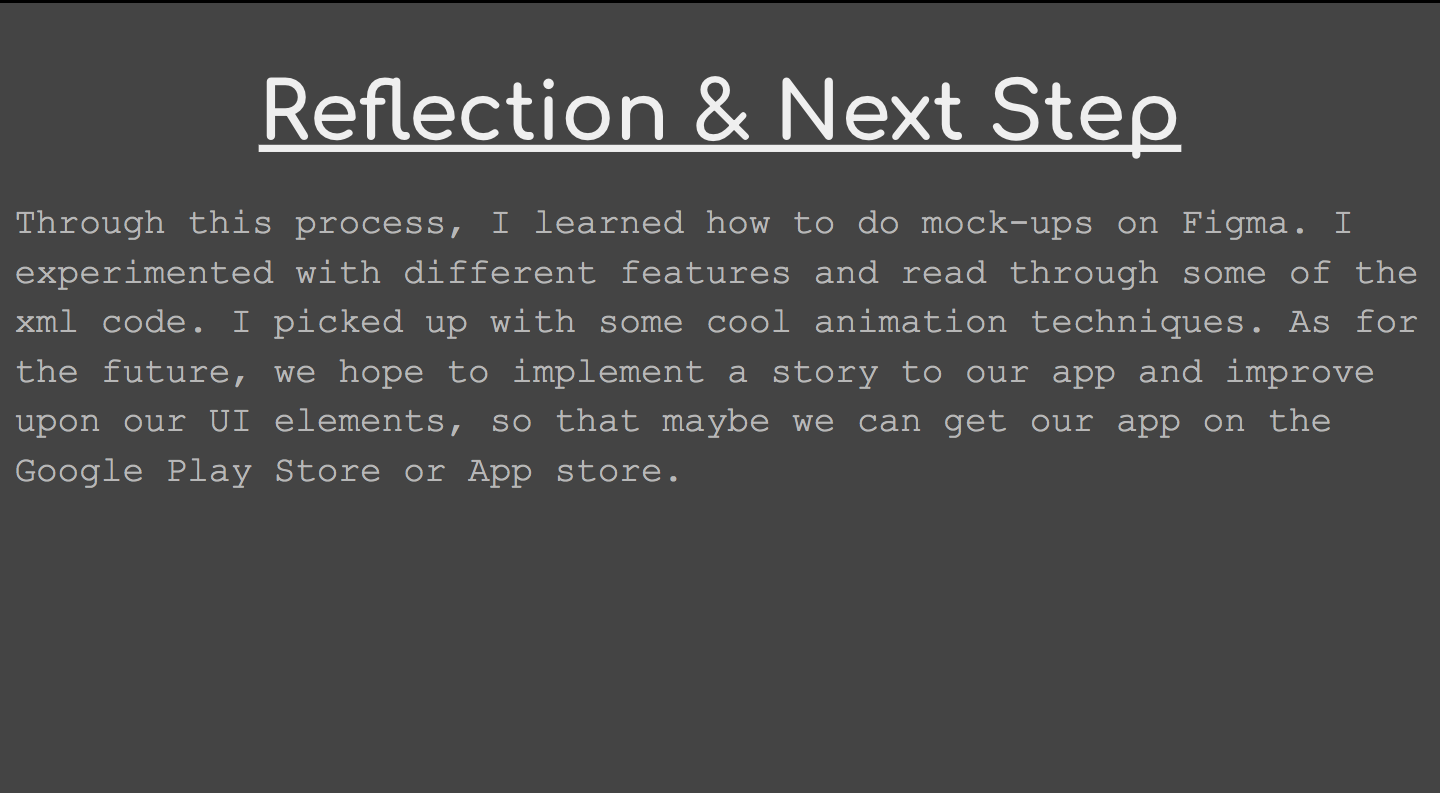 Reflection & Next Step
Through this process, I learned how to do mock-ups on Figma. I
experimented with different features and read through some of the
xml code. I picked up with some cool animation techniques. As for
the future, we hope to implement a story to our app and improve
upon our UI elements, so that maybe we can get our app on the
Google Play Store or App store.